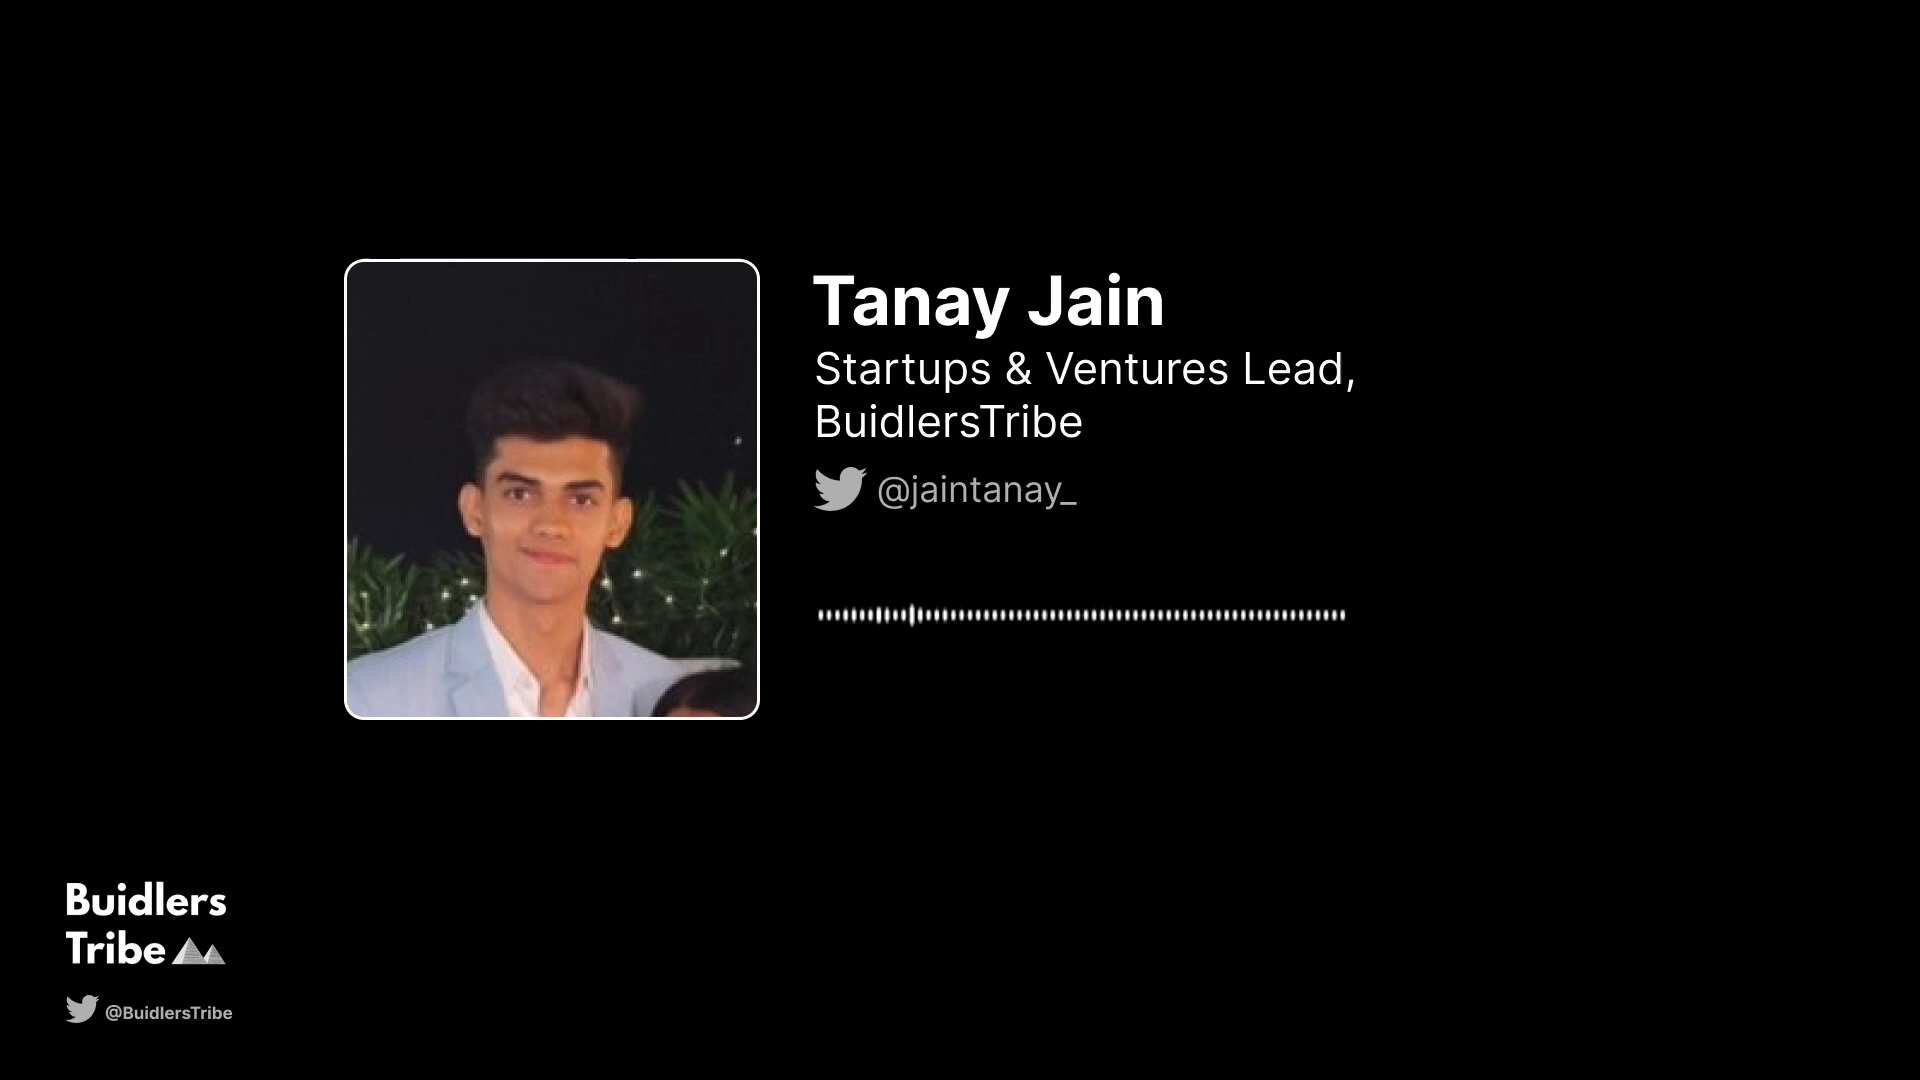 Tanay Jain
Startups & Ventures Lead,
BuidlersTribe
@jaintanay_
Buidlers
Tribe
@BuidlersTribe